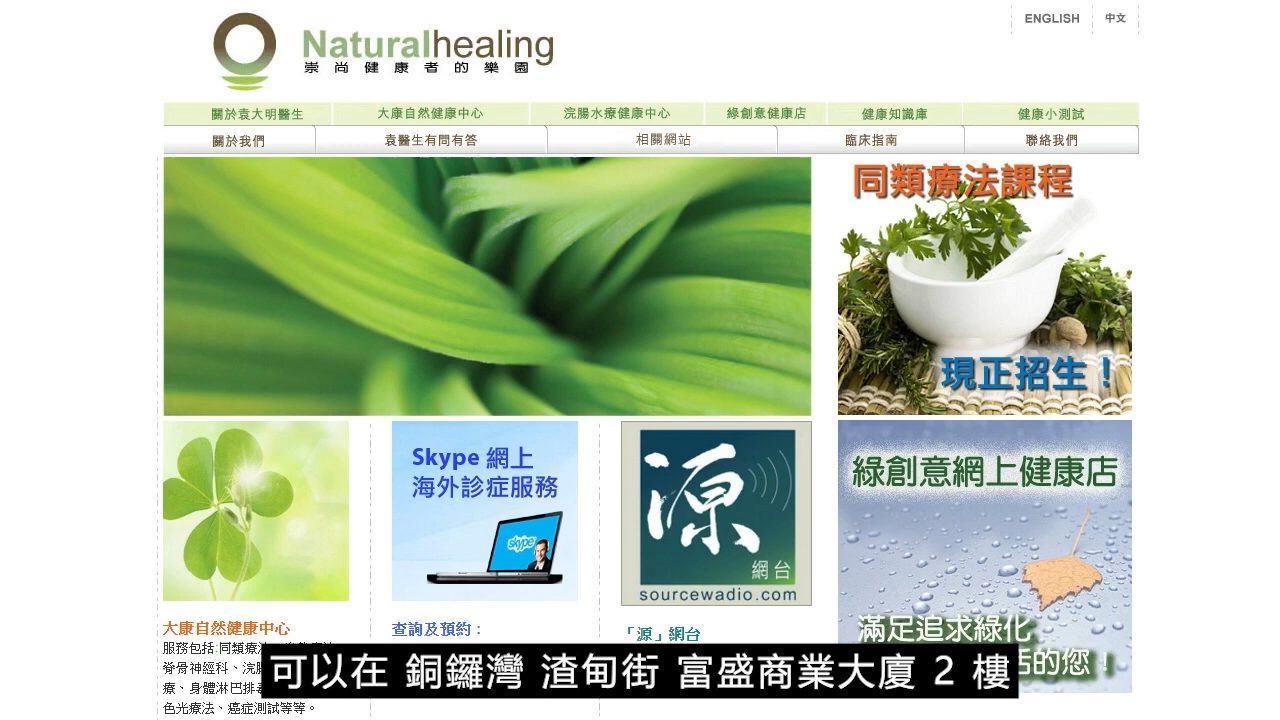 ENGLISH
中文
Naturalhealing
崇尚健康者的樂園
關於袁大明醫生
大康自然健康中心
浣腸水療健康中心
綠創意健康店
健康知識庫
健康小測試
關於我們
袁醫生有問有答
相關網站
臨床指南
聯絡我們
同類療法課程
現正招生！
Skype 網上
海外診症服務
skype
源
網台
sourcewadio.com
綠創意網上健康店
滿足追求綠化
活的您！
大康自然健康中心
服務包括:同類療法
脊骨神經科、浣腸
療、身體淋巴排毒
色光療法、癌症測試等等。
查詢及預約：
「源」網台
可以在 銅鑼灣 渣甸街 富盛商業大廈 2 樓